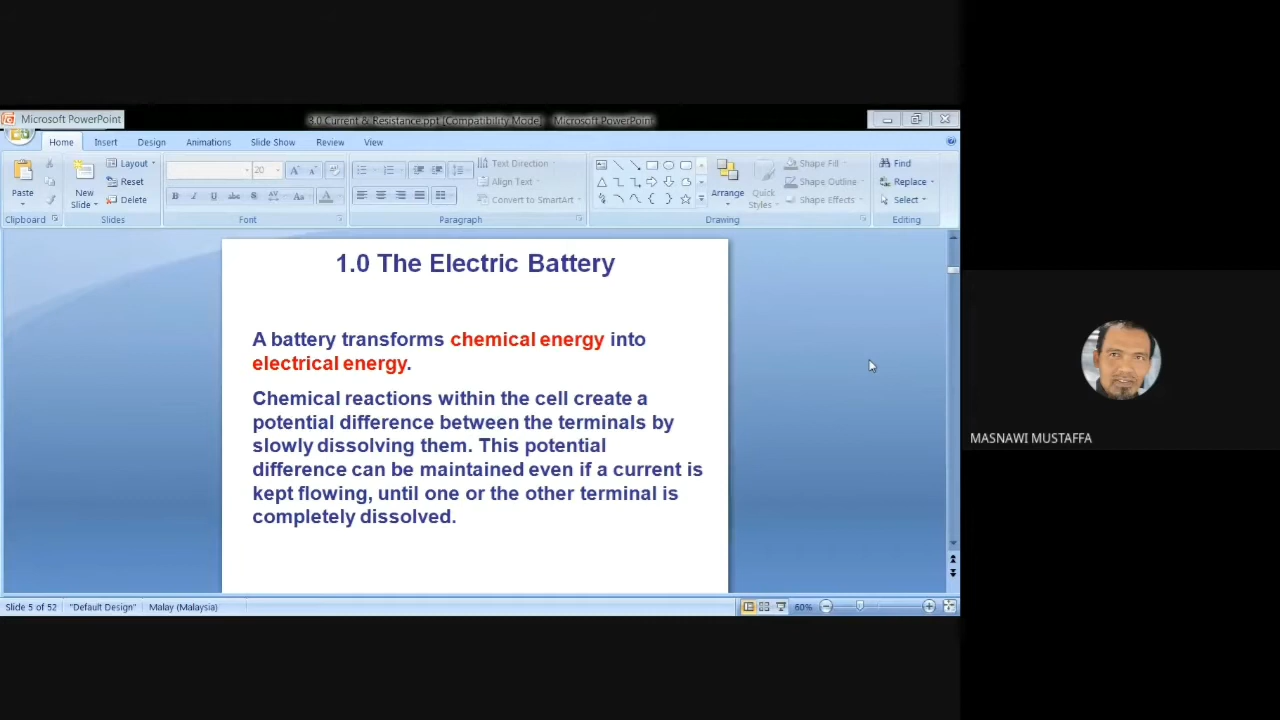 Microsoft PowerPoint
3.0 Current & Resistance.ppt [Compatibility Mode] - Microsoft PowerPoint
Home Insert Design Animations Slide Show Review View
Paste
Clipboard
New Slide
Layout
Reset
Delete
Slides
20
Font
Text Direction
Align Text
Convert to SmartArt
Paragraph
Arrange
Quick Styles
Shape Fill
Shape Outline
Shape Effects
Drawing
Find
Replace
Select
Editing
1.0 The Electric Battery
A battery transforms chemical energy into
electrical energy.
Chemical reactions within the cell create a
potential difference between the terminals by
slowly dissolving them. This potential
difference can be maintained even if a current is
kept flowing, until one or the other terminal is
completely dissolved.
MASNAWI MUSTAFFA
Slide 5 of 52 "Default Design" Malay (Malaysia) 60%